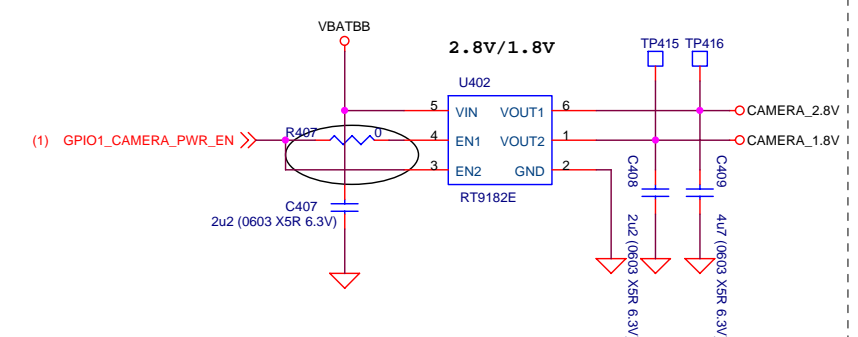 VBATBB
2.8V/1.8V
TP415 TP416
U402
5 VIN VOUT1 6 CAMERA_2.8V
(1) GPIO1_CAMERA_PWR_EN R407 0 4 EN1 VOUT2 1 CAMERA_1.8V
3 EN2 GND 2
RT9182E
C407
2u2 (0603 X5R 6.3V)
C408
2u2 (0603 X5R 6.3V)
C409
4u7 (0603 X5R 6.3V)